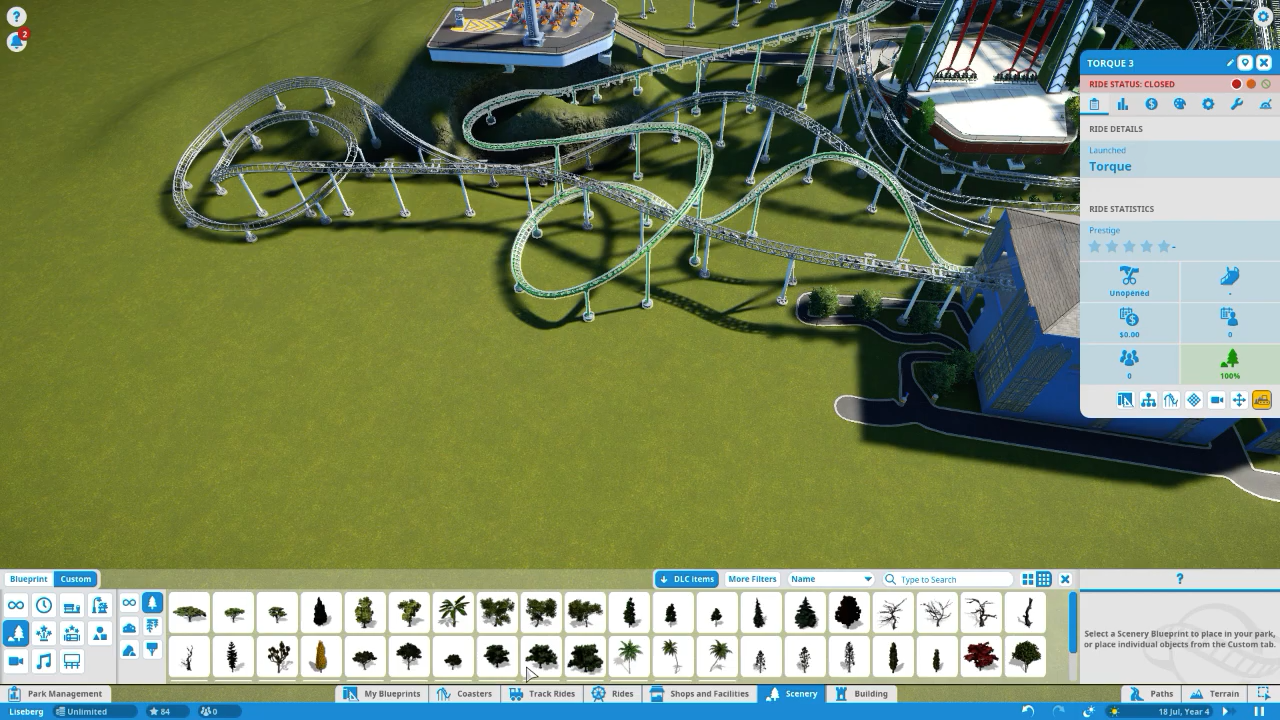 ?
2
TORQUE 3
RIDE STATUS: CLOSED
RIDE DETAILS
Launched
Torque
RIDE STATISTICS
Prestige
-
Unopened
-
$0.00
0
0
100%
Blueprint
Custom
DLC Items
More Filters
Name
Type to Search
?
Select a Scenery Blueprint to place in your park,
or place individual objects from the Custom tab.
Park Management
My Blueprints
Coasters
Track Rides
Rides
Shops and Facilities
Scenery
Building
Paths
Terrain
Liseberg
Unlimited
84
0
18 Jul, Year 4